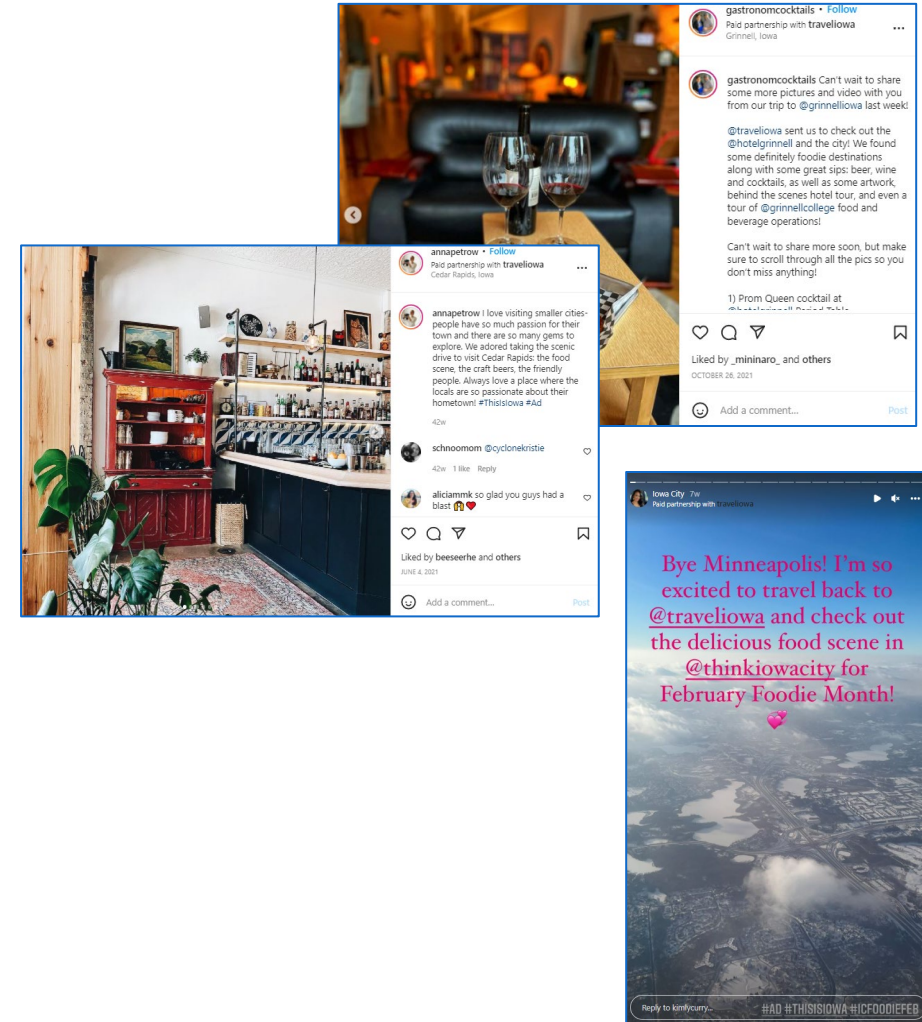 gastronomcocktails • Follow
Paid partnership with traveliowa
Grinnell, Iowa
gastronomcocktails Can't wait to share
some more pictures and video with you
from our trip to @grinnelliowa last week!
@traveliowa sent us to check out the
@hotelgrinnell and the city! We found
some definitely foodie destinations
along with some great sips: beer, wine
and cocktails, as well as some artwork,
behind the scenes hotel tour, and even a
tour of @grinnellcollege food and
beverage operations!
Can't wait to share more soon, but make
sure to scroll through all the pics so you
don't miss anything!
1) Prom Queen cocktail at
@hotelgrinnell Period Table
Liked by _mininaro_ and others
OCTOBER 26, 2021
Add a comment... Post
annapetrow • Follow
Paid partnership with traveliowa
Cedar Rapids, Iowa
annapetrow I love visiting smaller cities-
people have so much passion for their
town and there are so many gems to
explore. We adored taking the scenic
drive to visit Cedar Rapids: the food
scene, the craft beers, the friendly
people. Always love a place where the
locals are so passionate about their
hometown! #ThisIsIowa #Ad
42w
schnoomom @cyclonekristie
42w 1 like Reply
aliciammk so glad you guys had a
blast 🙌❤️
Liked by beeseerhe and others
JUNE 4, 2021
Add a comment... Post
Iowa City 7w
Paid partnership with traveliowa
Bye Minneapolis! I'm so
excited to travel back to
@traveliowa and check out
the delicious food scene in
@thinkiowacity for
February Foodie Month!
💕
Reply to kimlycurry...
#AD #THISISIOWA #ICFOODIEFEB